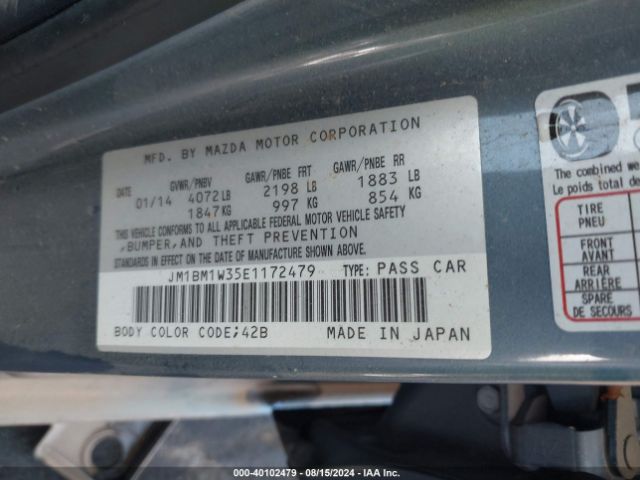 MFD. BY MAZDA MOTOR CORPORATION
DATE GVWR/PNBV GAWR/PNBE FRT GAWR/PNBE RR
01/14 4072 LB 2198 LB 1883 LB
1847 KG 997 KG 854 KG
THIS VEHICLE CONFORMS TO ALL APPLICABLE FEDERAL MOTOR VEHICLE SAFETY
,BUMPER,AND THEFT PREVENTION
STANDARDS IN EFFECT ON THE DATE OF MANUFACTURE SHOWN ABOVE.
JM1BM1W35E1172479 TYPE: PASS CAR
BODY COLOR CODE;42B MADE IN JAPAN
The combined we
Le poids total de
TIRE
PNEU
FRONT
AVANT
REAR
ARRIÈRE
SPARE
DE SECOURS
000-40102479 - 08/15/2024 - IAA Inc.